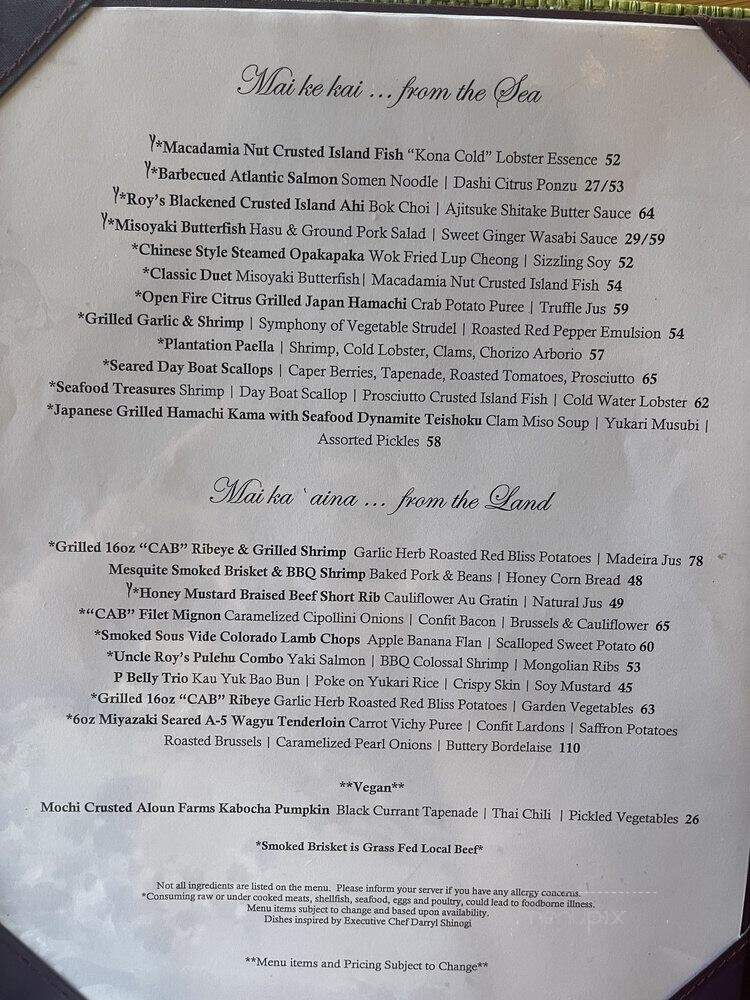 Mai ke kai ... from the Sea
*Macadamia Nut Crusted Island Fish “Kona Cold” Lobster Essence 52
*Barbecued Atlantic Salmon Somen Noodle | Dashi Citrus Ponzu 27/53
*Roy’s Blackened Crusted Island Ahi Bok Choi | Ajitsuke Shitake Butter Sauce 64
*Misoyaki Butterfish Hasu & Ground Pork Salad | Sweet Ginger Wasabi Sauce 29/59
*Chinese Style Steamed Opakapaka Wok Fried Lup Cheong | Sizzling Soy 52
*Classic Duet Misoyaki Butterfish| Macadamia Nut Crusted Island Fish 54
*Open Fire Citrus Grilled Japan Hamachi Crab Potato Puree | Truffle Jus 59
*Grilled Garlic & Shrimp | Symphony of Vegetable Strudel | Roasted Red Pepper Emulsion 54
*Plantation Paella | Shrimp, Cold Lobster, Clams, Chorizo Arborio 57
*Seared Day Boat Scallops | Caper Berries, Tapenade, Roasted Tomatoes, Prosciutto 65
*Seafood Treasures Shrimp | Day Boat Scallop | Prosciutto Crusted Island Fish | Cold Water Lobster 62
*Japanese Grilled Hamachi Kama with Seafood Dynamite Teishoku Clam Miso Soup | Yukari Musubi |
Assorted Pickles 58
Mai ka `aina ... from the Land
*Grilled 16oz “CAB” Ribeye & Grilled Shrimp Garlic Herb Roasted Red Bliss Potatoes | Madeira Jus 78
Mesquite Smoked Brisket & BBQ Shrimp Baked Pork & Beans | Honey Corn Bread 48
*Honey Mustard Braised Beef Short Rib Cauliflower Au Gratin | Natural Jus 49
*“CAB” Filet Mignon Caramelized Cipollini Onions | Confit Bacon | Brussels & Cauliflower 65
*Smoked Sous Vide Colorado Lamb Chops Apple Banana Flan | Scalloped Sweet Potato 60
*Uncle Roy’s Pulehu Combo Yaki Salmon | BBQ Colossal Shrimp | Mongolian Ribs 53
P Belly Trio Kau Yuk Bao Bun | Poke on Yukari Rice | Crispy Skin | Soy Mustard 45
*Grilled 16oz “CAB” Ribeye Garlic Herb Roasted Red Bliss Potatoes | Garden Vegetables 63
*6oz Miyazaki Seared A-5 Wagyu Tenderloin Carrot Vichy Puree | Confit Lardons | Saffron Potatoes
Roasted Brussels | Caramelized Pearl Onions | Buttery Bordelaise 110
**Vegan**
Mochi Crusted Aloun Farms Kabocha Pumpkin Black Currant Tapenade | Thai Chili | Pickled Vegetables 26
*Smoked Brisket is Grass Fed Local Beef*
Not all ingredients are listed on the menu. Please inform your server if you have any allergy concerns.
*Consuming raw or under cooked meats, shellfish, seafood, eggs and poultry, could lead to foodborne illness.
Menu items subject to change and based upon availability.
Dishes inspired by Executive Chef Darryl Shinogi
**Menu items and Pricing Subject to Change**